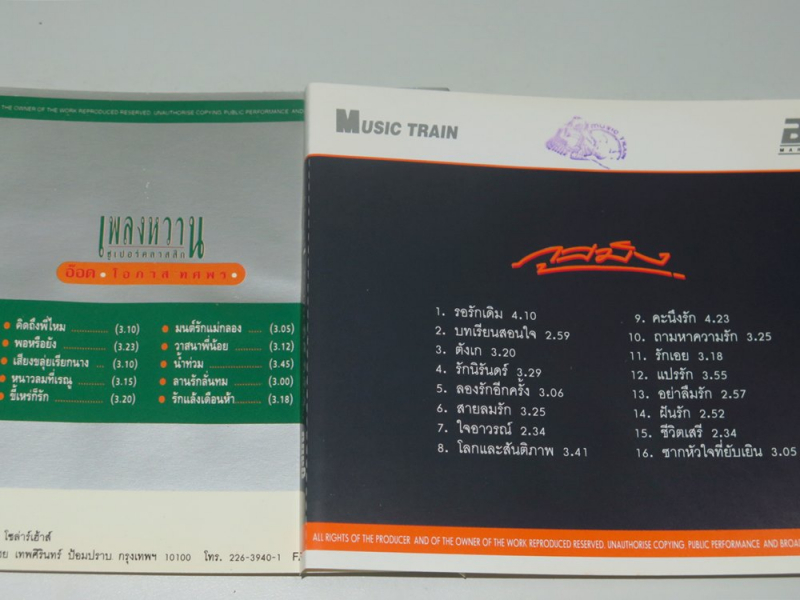 THE OWNER OF THE WORK REPRODUCED RESERVED. UNAUTHORISE COPYING. PUBLIC PERFORMANCE AND
เพลงหวาน
ซูเปอร์คลาสสิก
อ๊อด • โอภาส ทศพร
คิดถึงพี่ไหม (3.10)
พอหรือยัง (3.23)
เสียงขลุ่ยเรียกนาง (3.10)
หนาวลมที่เรณู (3.15)
ขี้เหร่ก็รัก (3.20)
มนต์รักแม่กลอง (3.05)
วาสนาพี่น้อย (3.12)
น้ำท่วม (3.45)
ลานรักลั่นทม (3.00)
รักแล้งเดือนห้า (3.18)
โซล่าร์เฮ้าส์
เทพศิรินทร์ ป้อมปราบ กรุงเทพฯ 10100 โทร. 226-3940-1
MUSIC TRAIN
1. รอรักเดิม 4.10
2. บทเรียนสอนใจ 2.59
3. ตังเก 3.20
4. รักนิรันดร์ 3.29
5. ลองรักอีกครั้ง 3.06
6. สายลมรัก 3.25
7. ใจอาวรณ์ 2.34
8. โลกและสันติภาพ 3.41
9. คะนึงรัก 4.23
10. ถามหาความรัก 3.25
11. รักเอย 3.18
12. แปรรัก 3.55
13. อย่าลืมรัก 2.57
14. ฝันรัก 2.52
15. ชีวิตเสรี 2.34
16. ซากหัวใจที่ยับเยิน 3.05
ALL RIGHTS OF THE PRODUCER AND OF THE OWNER OF THE WORK REPRODUCED RESERVED. UNAUTHORISE COPYING. PUBLIC PERFORMANCE AND BROAD